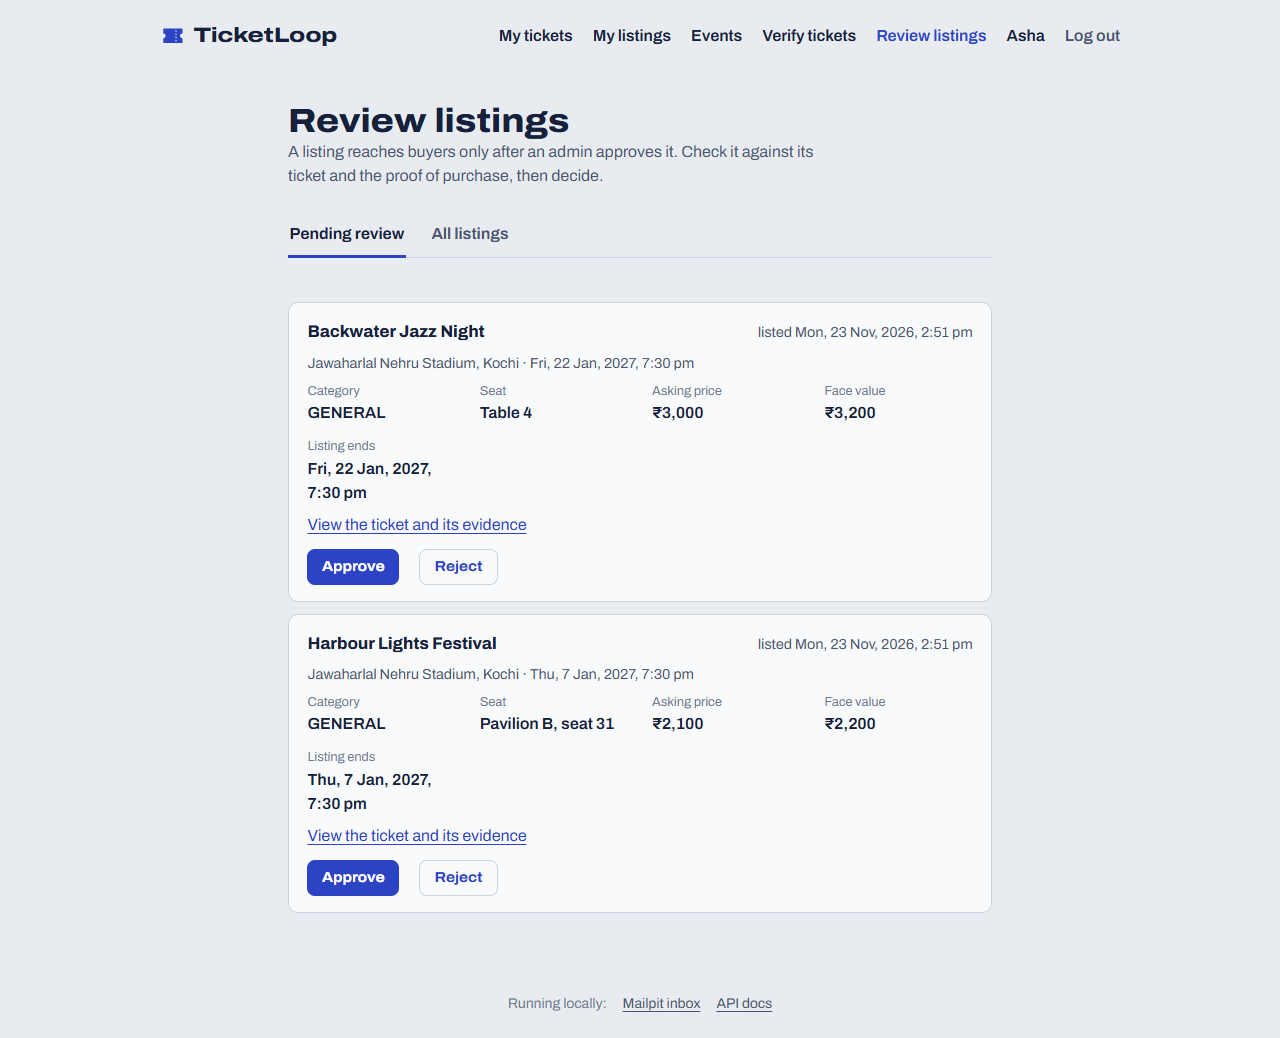 TicketLoop
My tickets My listings Events Verify tickets Review listings Asha Log out
Review listings
A listing reaches buyers only after an admin approves it. Check it against its
ticket and the proof of purchase, then decide.
Pending review All listings
Backwater Jazz Night listed Mon, 23 Nov, 2026, 2:51 pm
Jawaharlal Nehru Stadium, Kochi · Fri, 22 Jan, 2027, 7:30 pm
Category Seat Asking price Face value
GENERAL Table 4 ₹3,000 ₹3,200
Listing ends
Fri, 22 Jan, 2027,
7:30 pm
View the ticket and its evidence
Approve Reject
Harbour Lights Festival listed Mon, 23 Nov, 2026, 2:51 pm
Jawaharlal Nehru Stadium, Kochi · Thu, 7 Jan, 2027, 7:30 pm
Category Seat Asking price Face value
GENERAL Pavilion B, seat 31 ₹2,100 ₹2,200
Listing ends
Thu, 7 Jan, 2027,
7:30 pm
View the ticket and its evidence
Approve Reject
Running locally: Mailpit inbox API docs